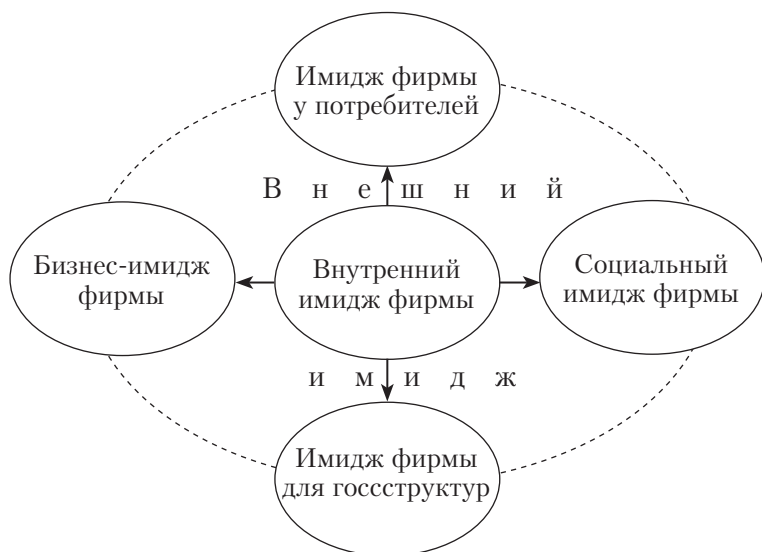 Имидж фирмы
у потребителей
В н е ш н и й
Бизнес-имидж
фирмы
Внутренний
имидж фирмы
Социальный
имидж фирмы
и м и д ж
Имидж фирмы
для госсструктур